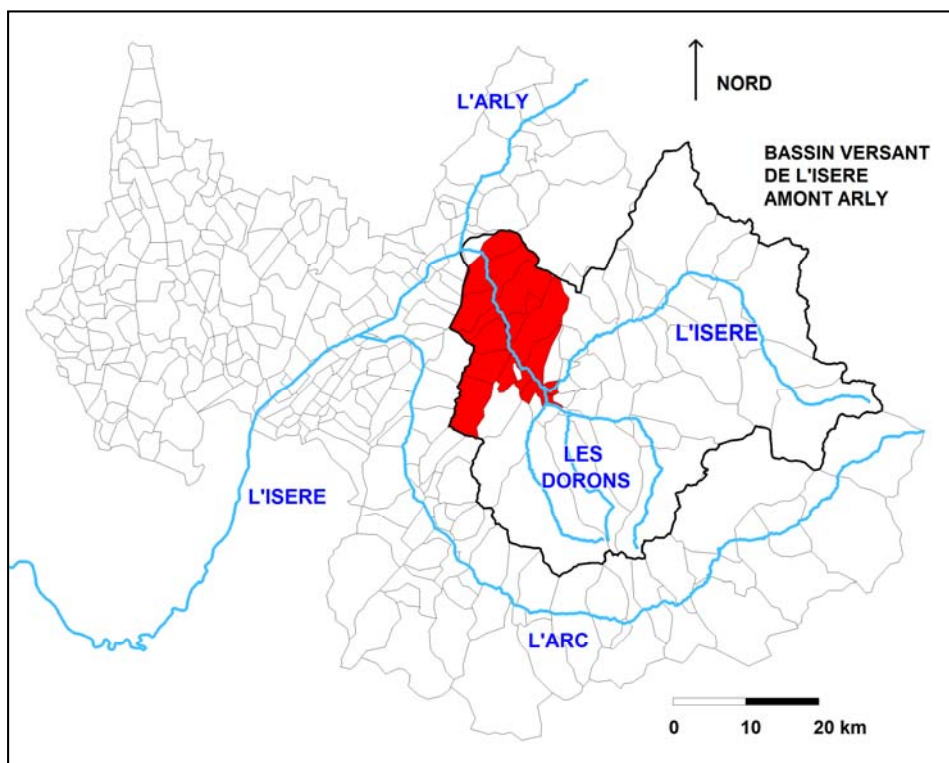 L'ARLY
NORD
BASSIN VERSANT
DE L'ISERE
AMONT ARLY
L'ISERE
LES
DORONS
L'ISERE
L'ARC
0 10 20 km